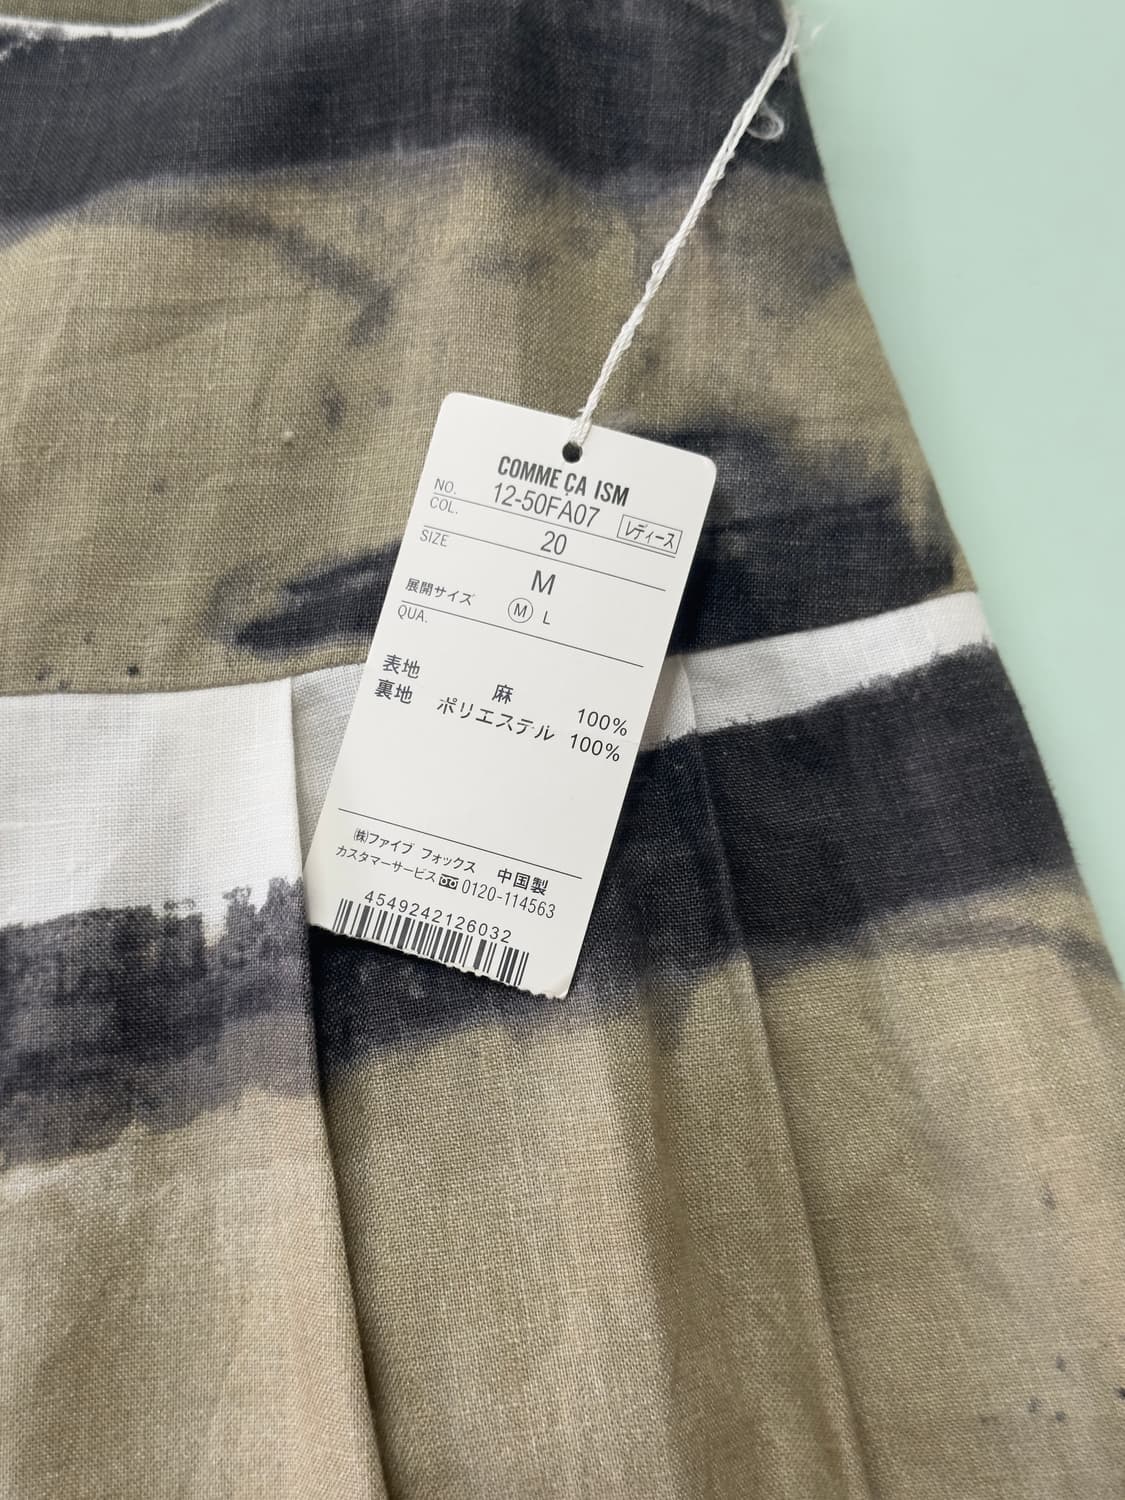 COMME ÇA ISM
NO. 12-50FA07 レディース
COL. 20
SIZE M
展開サイズ Ⓜ L
QUA.
表地 麻 100%
裏地 ポリエステル 100%
㈱ファイブ フォックス 中国製
カスタマーサービス 0120-114563
4549242126032